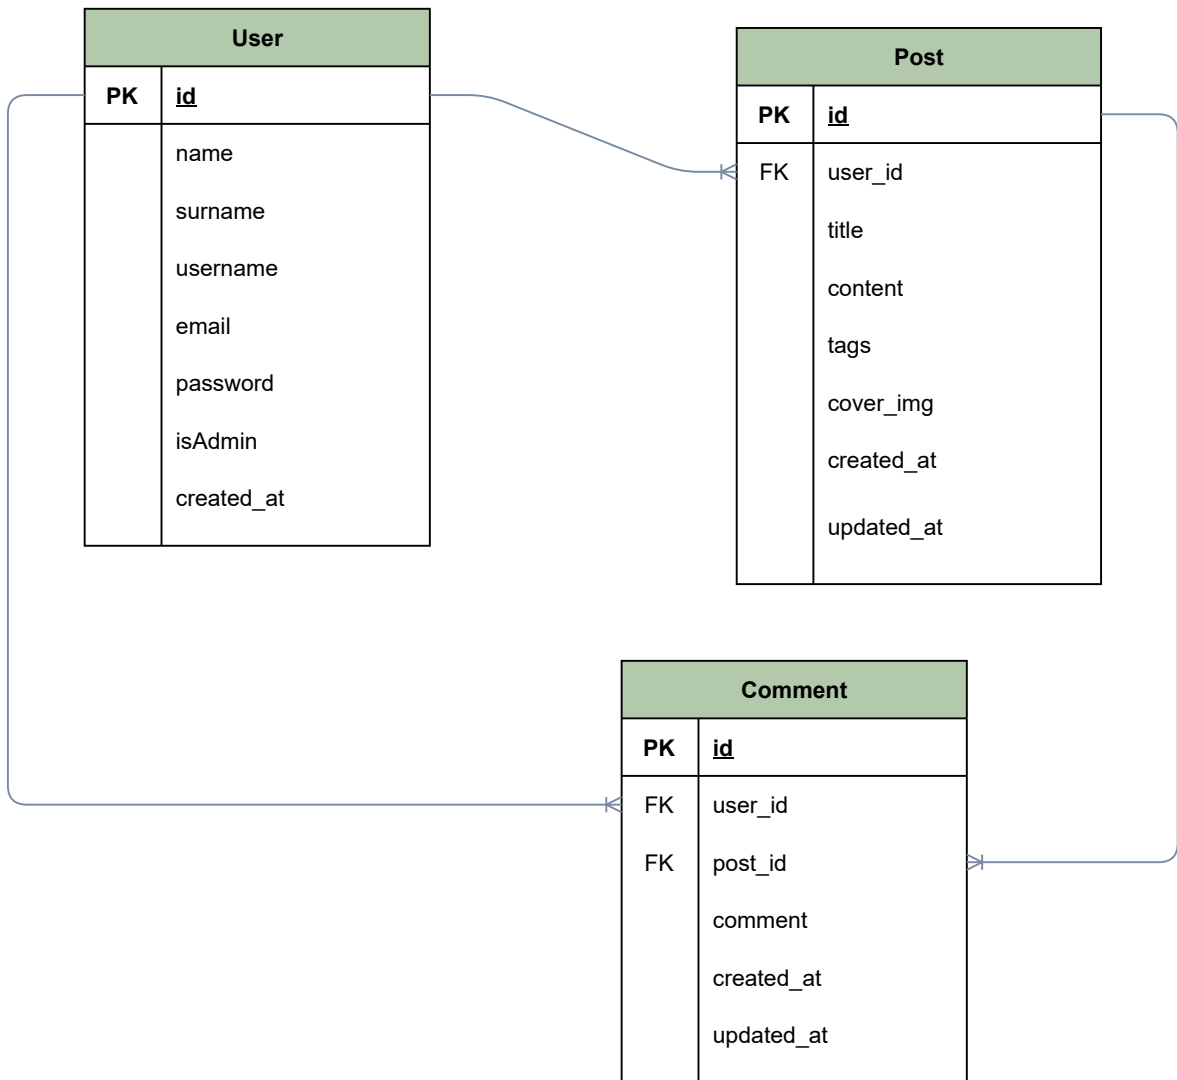 User
PK id
name
surname
username
email
password
isAdmin
created_at
Post
PK id
FK user_id
title
content
tags
cover_img
created_at
updated_at
Comment
PK id
FK user_id
FK post_id
comment
created_at
updated_at